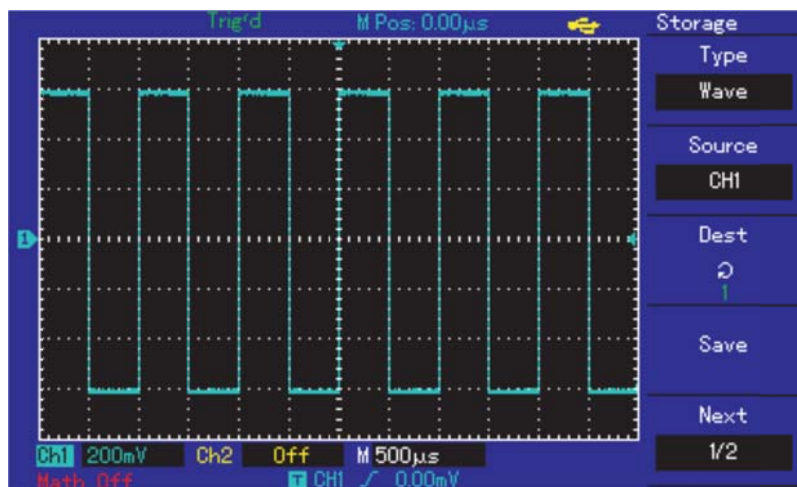 Trig'd M Pos: 0.00μs Storage
Type
Wave
Source
CH1
1
Dest
1
Save
Next
Ch1 200mV Ch2 Off M 500μs 1/2
Math Off T CH1 0.00mV